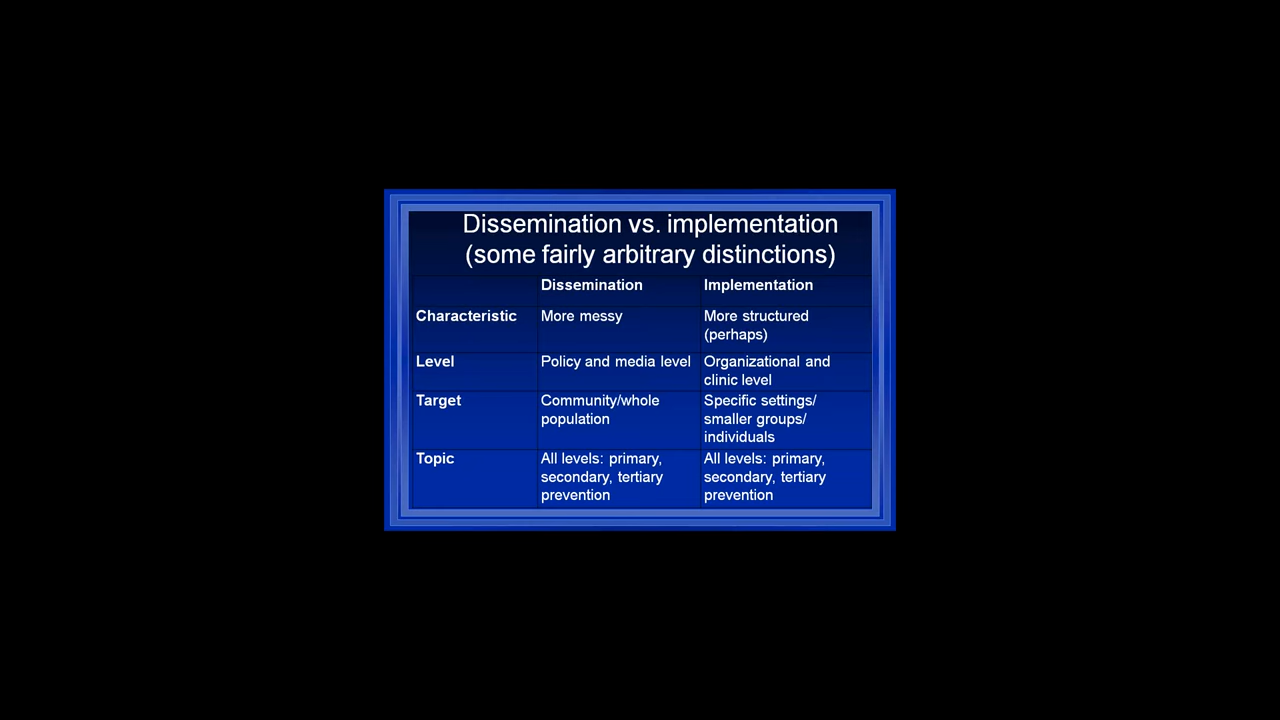 Dissemination vs. implementation
(some fairly arbitrary distinctions)
Dissemination Implementation
Characteristic More messy More structured
(perhaps)
Level Policy and media level Organizational and
clinic level
Target Community/whole Specific settings/
population smaller groups/
individuals
Topic All levels: primary, All levels: primary,
secondary, tertiary secondary, tertiary
prevention prevention